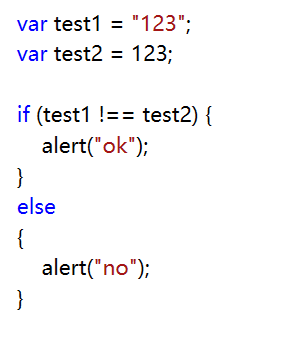 var test1 = "123";
var test2 = 123;
if (test1 !== test2) {
alert("ok");
}
else
{
alert("no");
}